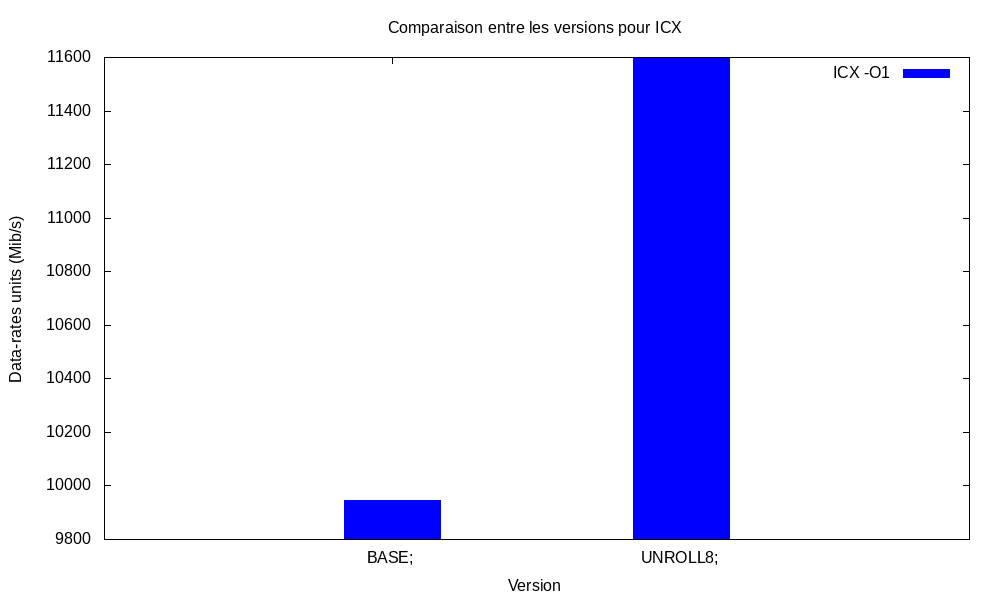 Comparaison entre les versions pour ICX
11600
ICX -O1
11400
11200
11000
10800
10600
10400
10200
10000
9800
Data-rates units (Mib/s)
BASE;
UNROLL8;
Version